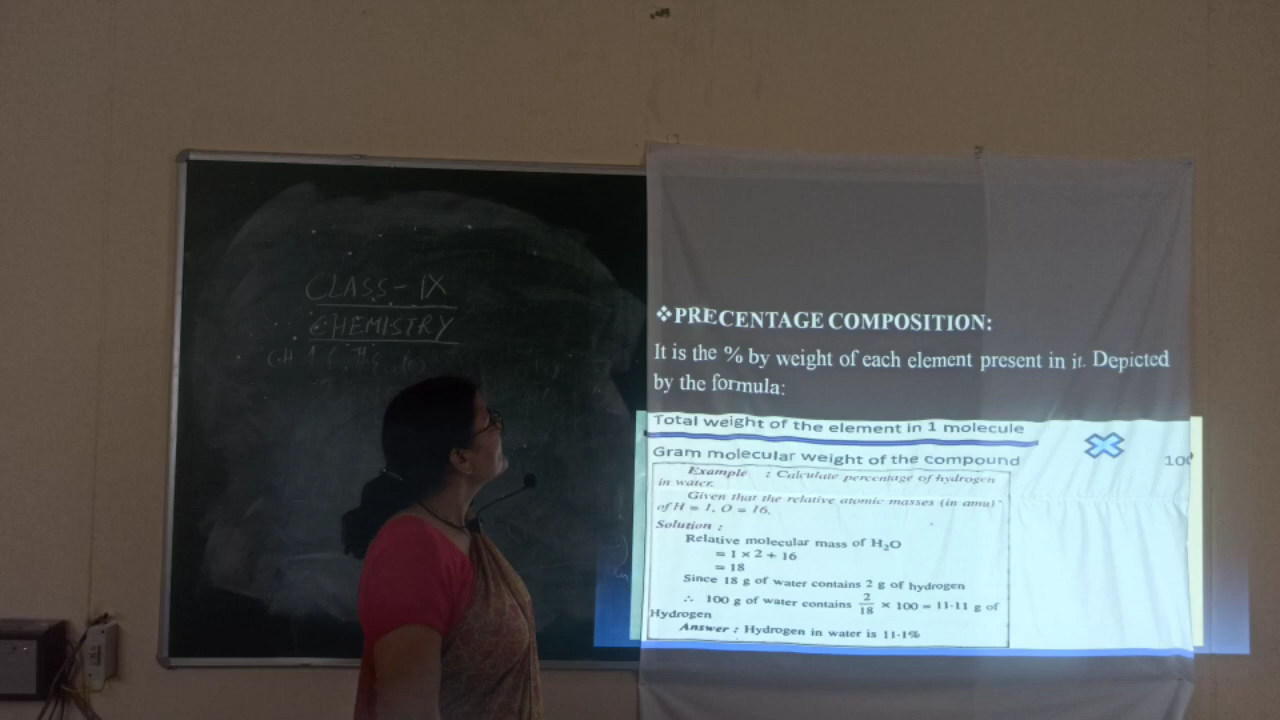 CLASS-IX
CHEMISTRY
❖PRECENTAGE COMPOSITION:
It is the % by weight of each element present in it. Depicted
by the formula:
Total weight of the element in 1 molecule
Gram molecular weight of the compound
100
Example : Calculate percentage of hydrogen
in water.
Given that the relative atomic masses (in amu)
of H = 1, O = 16.
Solution :
Relative molecular mass of H₂O
= 1 × 2 + 16
= 18
Since 18 g of water contains 2 g of hydrogen
∴ 100 g of water contains 2/18 × 100 = 11·11 g of
Hydrogen
Answer : Hydrogen in water is 11·1%